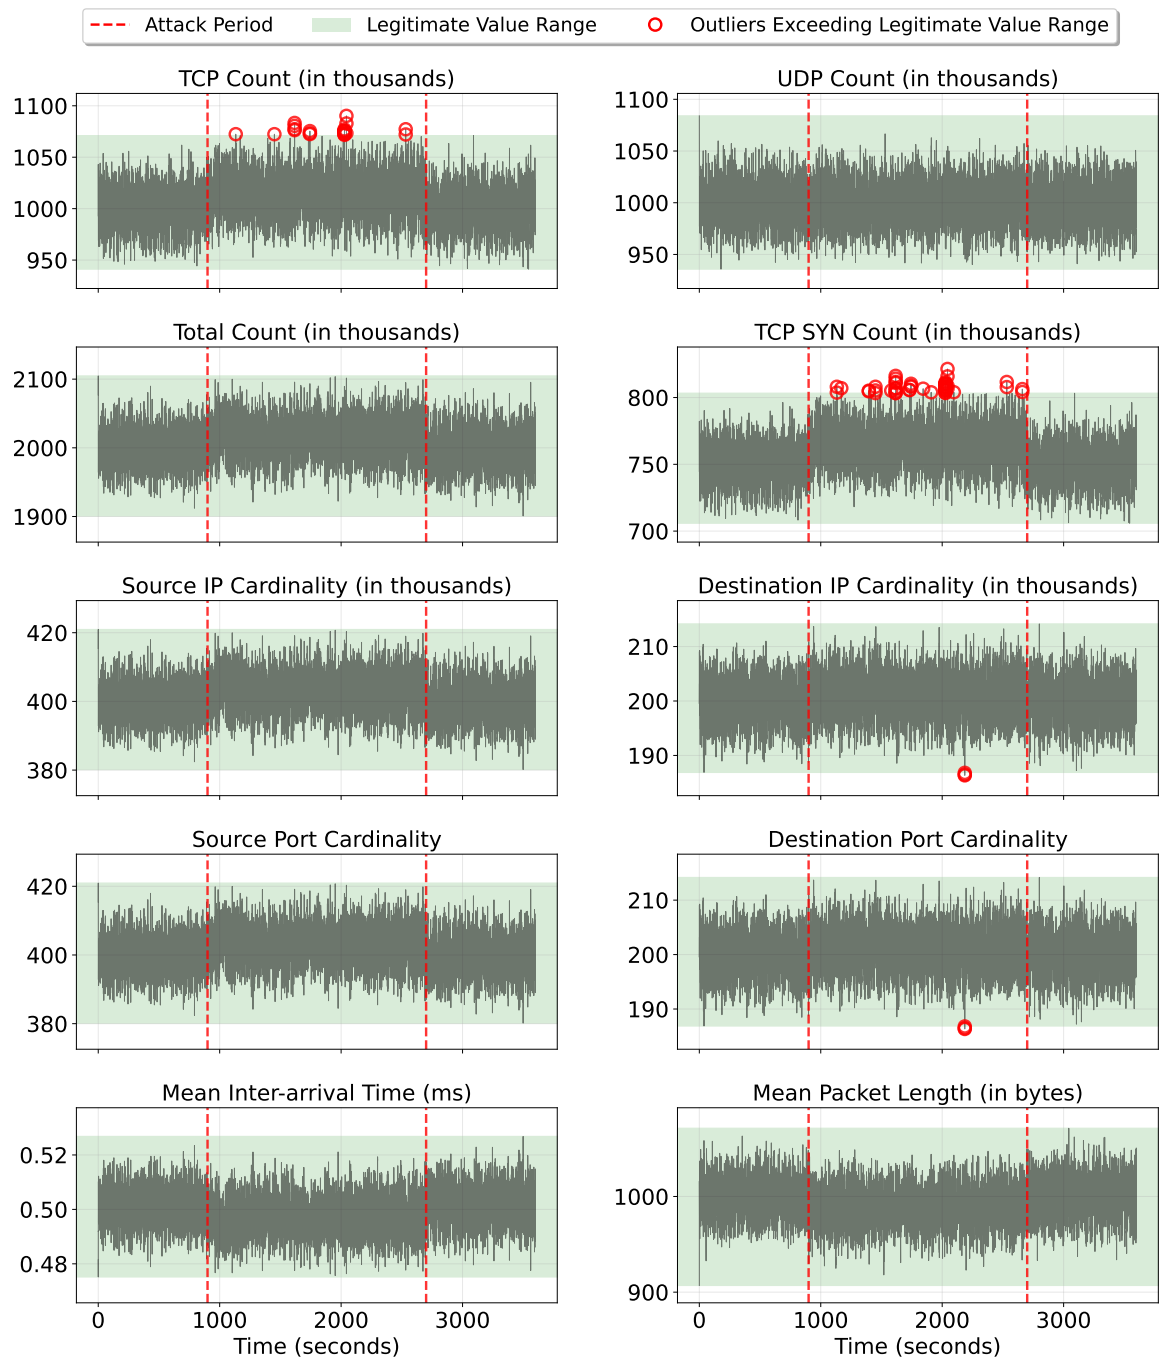 Attack Period Legitimate Value Range Outliers Exceeding Legitimate Value Range
TCP Count (in thousands)
1100
1050
1000
950
UDP Count (in thousands)
1100
1050
1000
950
Total Count (in thousands)
2100
2000
1900
TCP SYN Count (in thousands)
800
750
700
Source IP Cardinality (in thousands)
420
400
380
Destination IP Cardinality (in thousands)
210
200
190
Source Port Cardinality
420
400
380
Destination Port Cardinality
210
200
190
Mean Inter-arrival Time (ms)
0.52
0.50
0.48
0 1000 2000 3000
Time (seconds)
Mean Packet Length (in bytes)
1000
900
0 1000 2000 3000
Time (seconds)